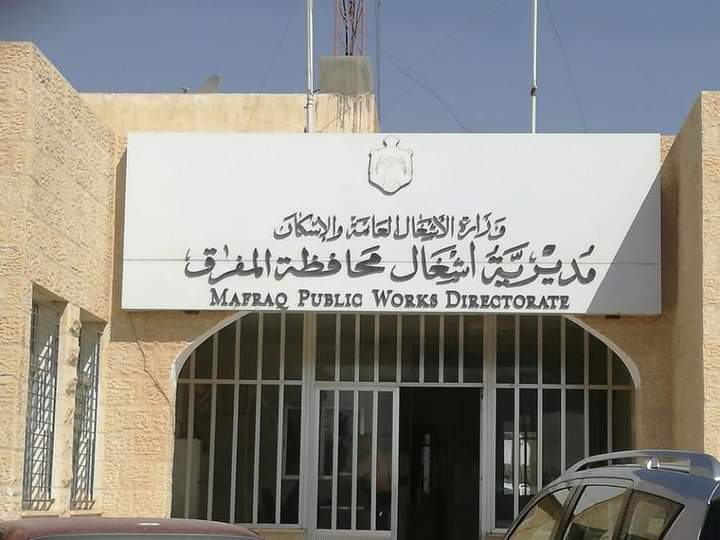 وزارة الأشغال العامة والإسكان
مديرية أشغال محافظة المفرق
MAFRAQ PUBLIC WORKS DIRECTORATE